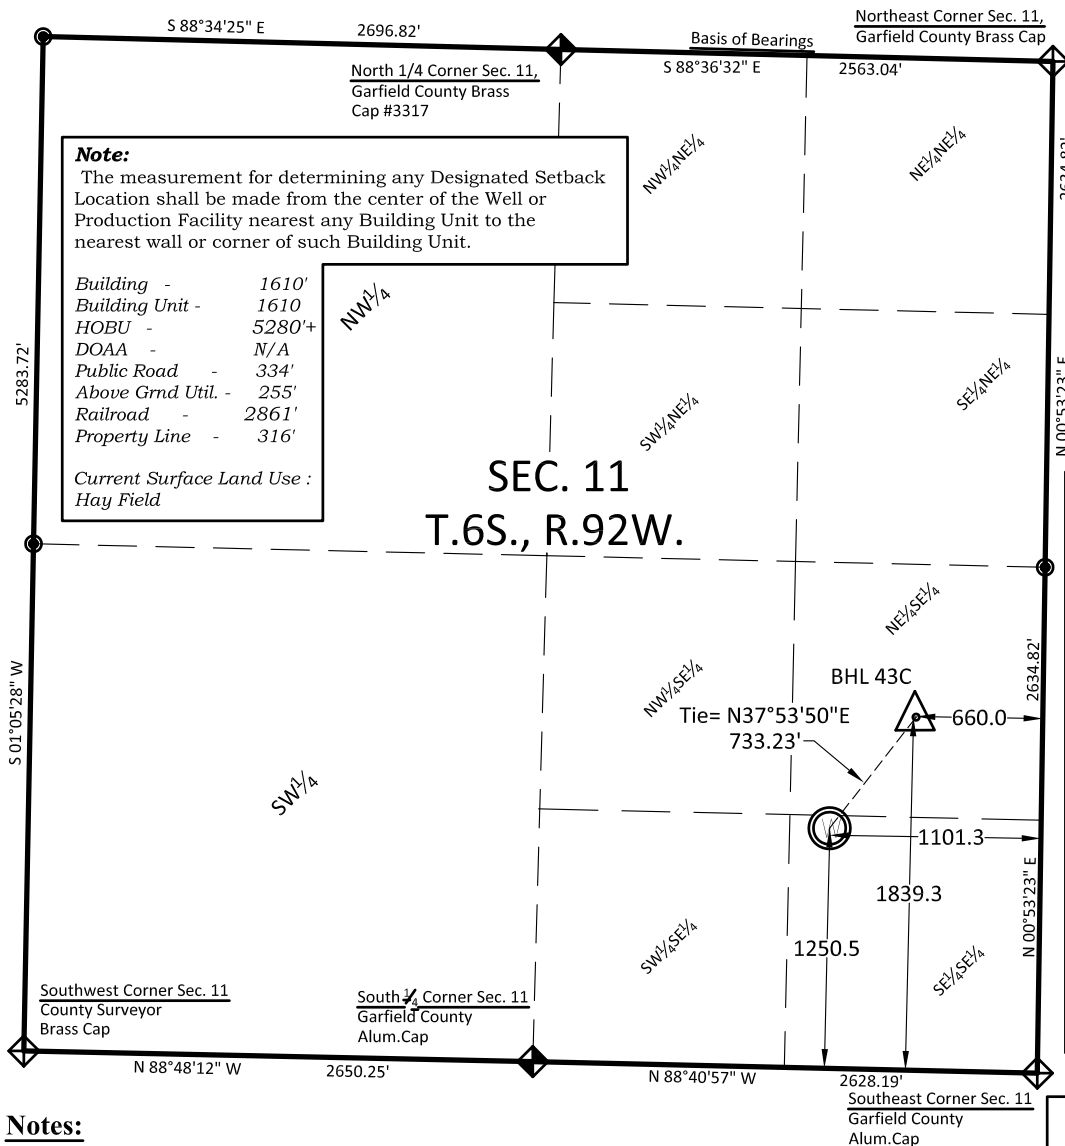 S 88°34'25" E 2696.82'
Northeast Corner Sec. 11,
Garfield County Brass Cap
Basis of Bearings
S 88°36'32" E 2563.04'
North 1/4 Corner Sec. 11,
Garfield County Brass
Cap #3317
Note:
The measurement for determining any Designated Setback
Location shall be made from the center of the Well or
Production Facility nearest any Building Unit to the
nearest wall or corner of such Building Unit.
Building - 1610'
Building Unit - 1610
HOBU - 5280'+
DOAA - N/A
Public Road - 334'
Above Grnd Util. - 255'
Railroad - 2861'
Property Line - 316'
Current Surface Land Use :
Hay Field
NW¼NE¼
NE¼NE¼
NW¼
5283.72'
SW¼NE¼
SE¼NE¼
N 00°53'23" E
SEC. 11
T.6S., R.92W.
NE¼SE¼
NW¼SE¼
BHL 43C
2634.82'
S 01°05'28" W
Tie= N37°53'50"E
733.23'
660.0
SW¼
1101.3
1839.3
1250.5
N 00°53'23" E
SW¼SE¼
SE¼SE¼
Southwest Corner Sec. 11
County Surveyor
Brass Cap
South ¼ Corner Sec. 11
Garfield County
Alum.Cap
N 88°48'12" W 2650.25'
N 88°40'57" W 2628.19'
Southeast Corner Sec. 11
Garfield County
Alum.Cap
Notes: